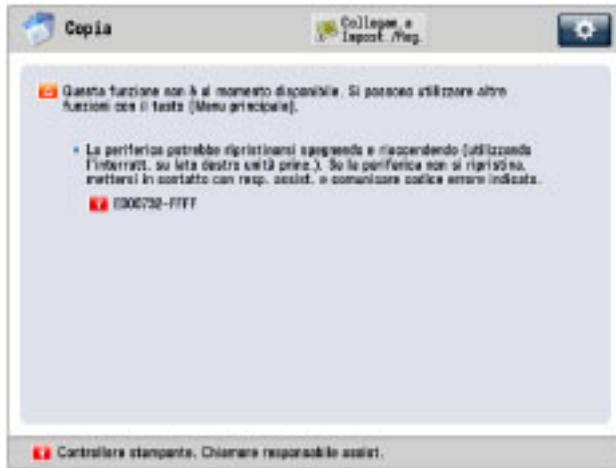 Copia
Collegam. e
Impost./Reg.
Questa funzione non è al momento disponibile. Si possono utilizzare altre
funzioni con il tasto [Menu principale].
• La periferica potrebbe ripristinarsi spegnendo e riaccendendo (utilizzando
l'interrutt. su lato destro unità princ.). Se la periferica non si ripristina,
mettersi in contatto con resp. assist. e comunicare codice errore indicato.
E000732-FFFF
Controllare stampante. Chiamare responsabile assist.